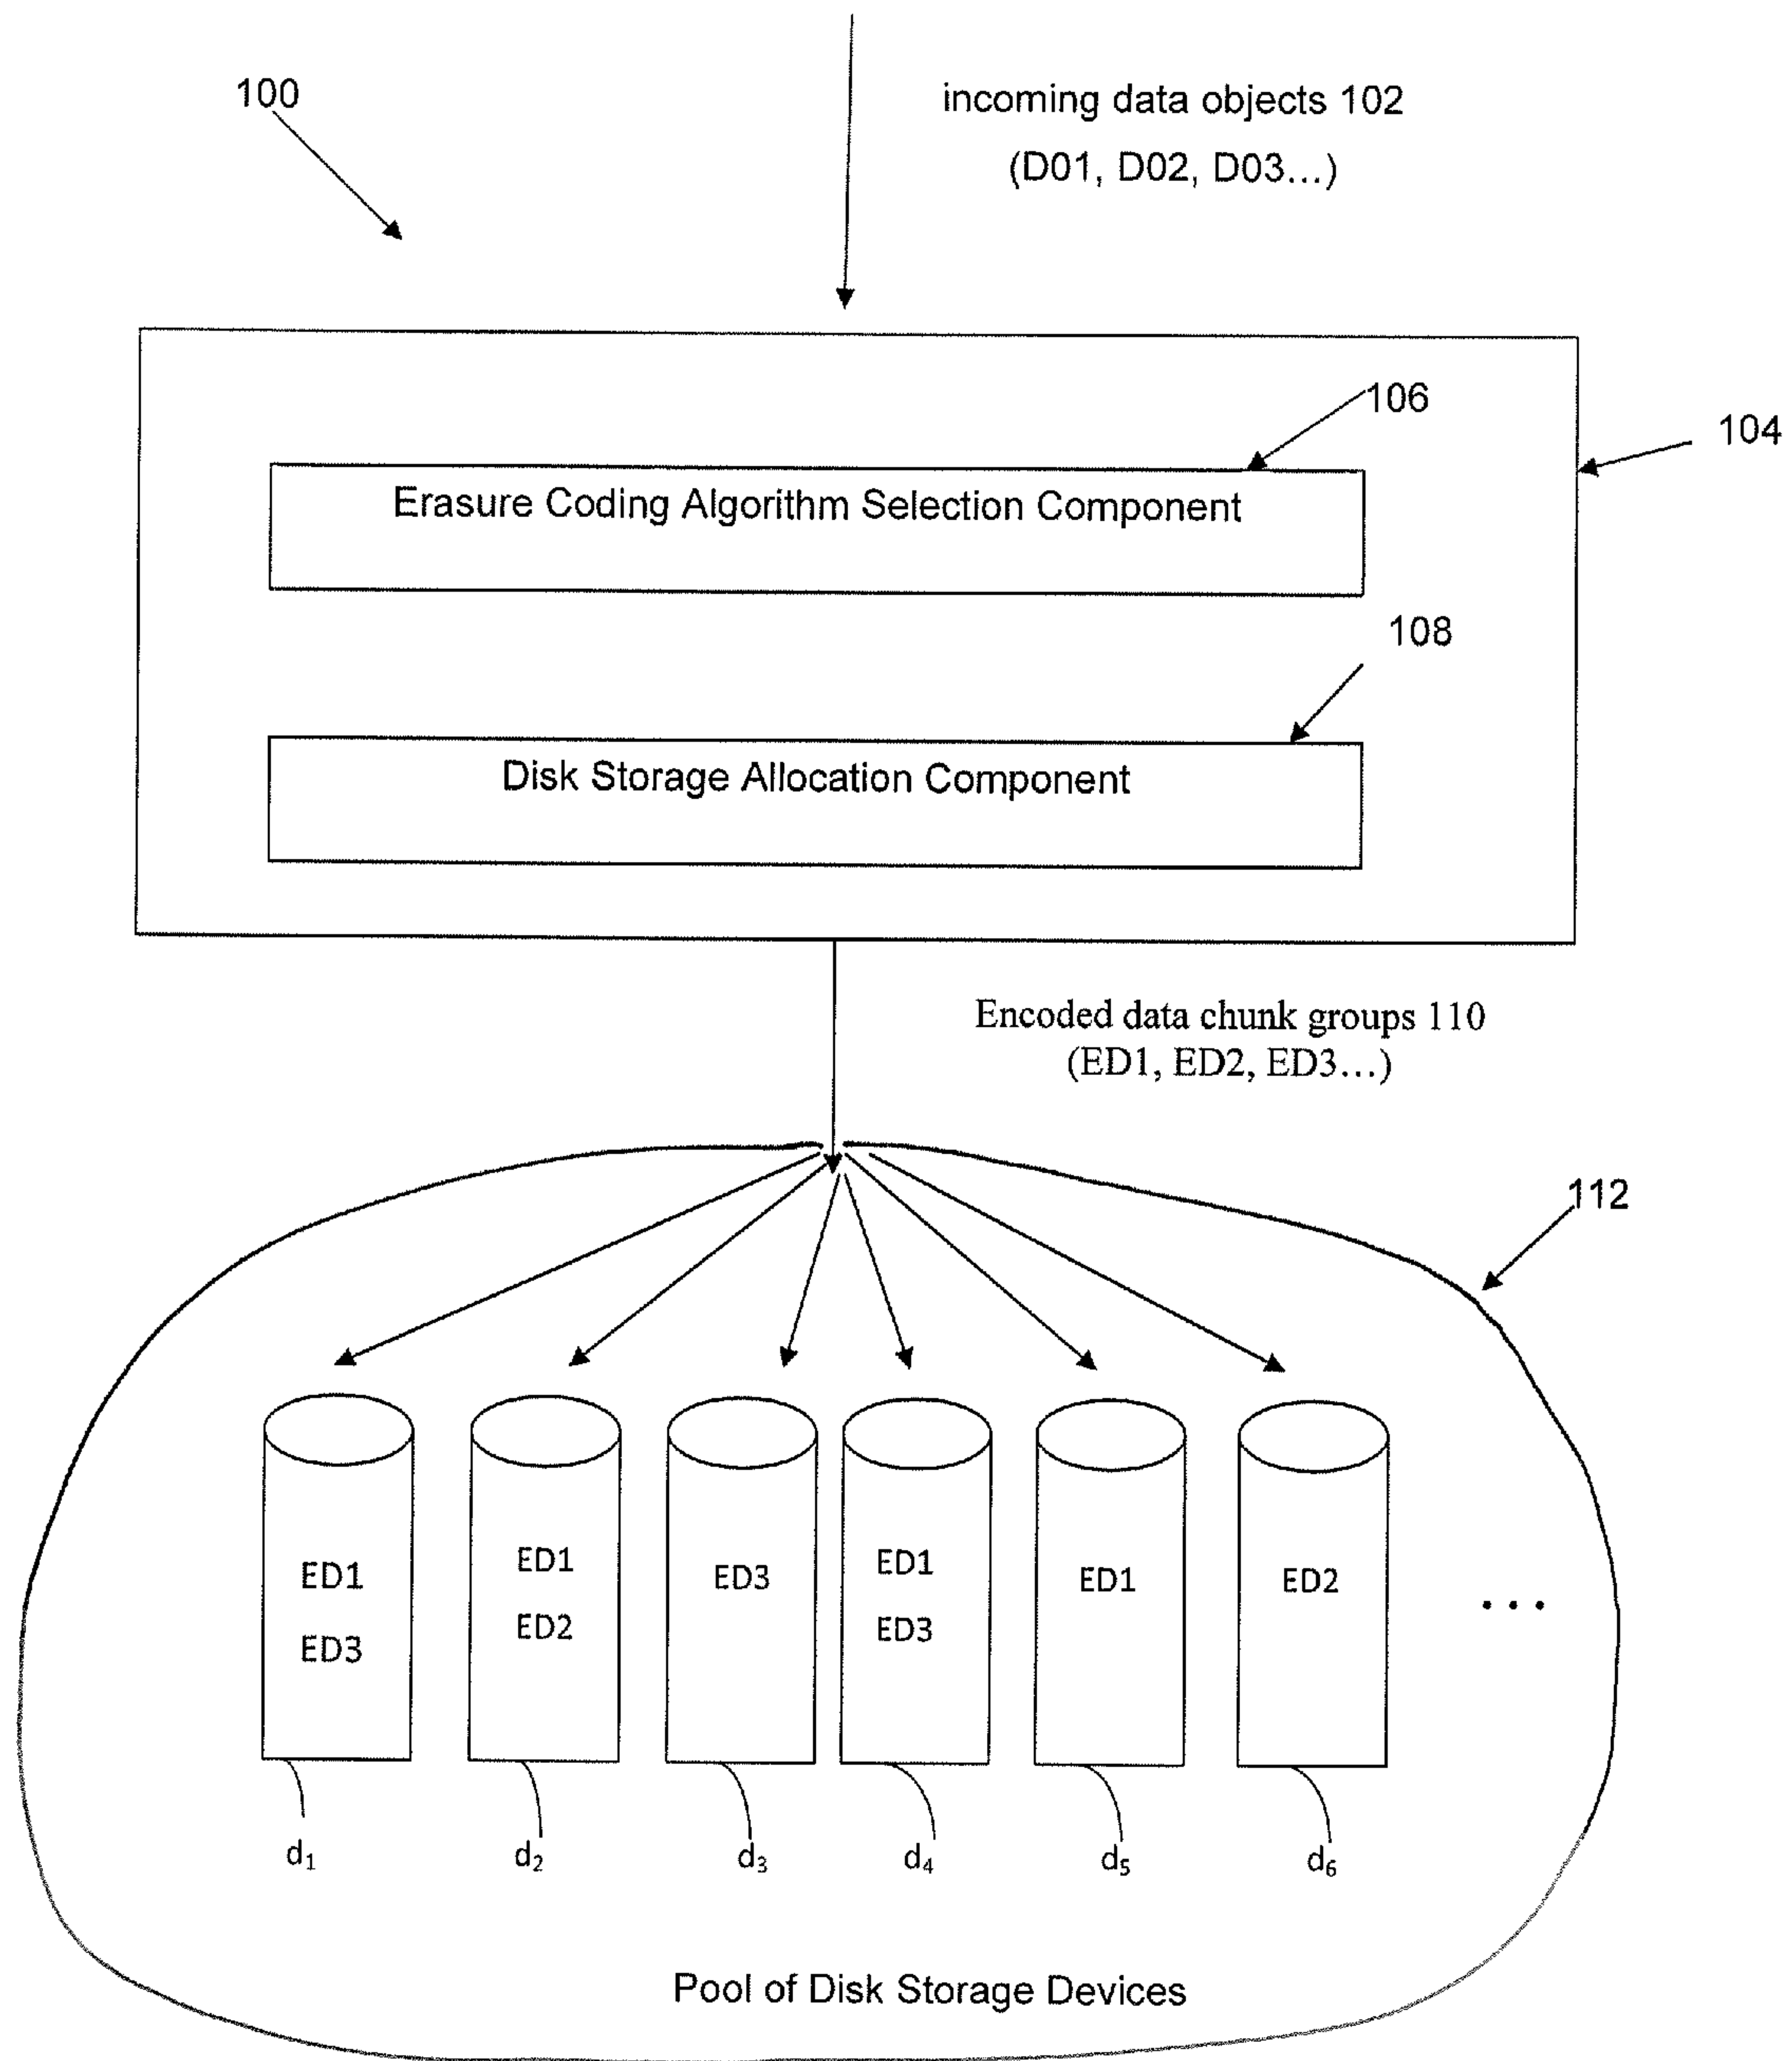 100
incoming data objects 102
(D01, D02, D03...)
106
104
Erasure Coding Algorithm Selection Component
108
Disk Storage Allocation Component
Encoded data chunk groups 110
(ED1, ED2, ED3...)
112
ED1
ED3
ED1
ED2
ED3
ED1
ED3
ED1
ED2
...
d₁
d₂
d₃
d₄
d₅
d₆
Pool of Disk Storage Devices